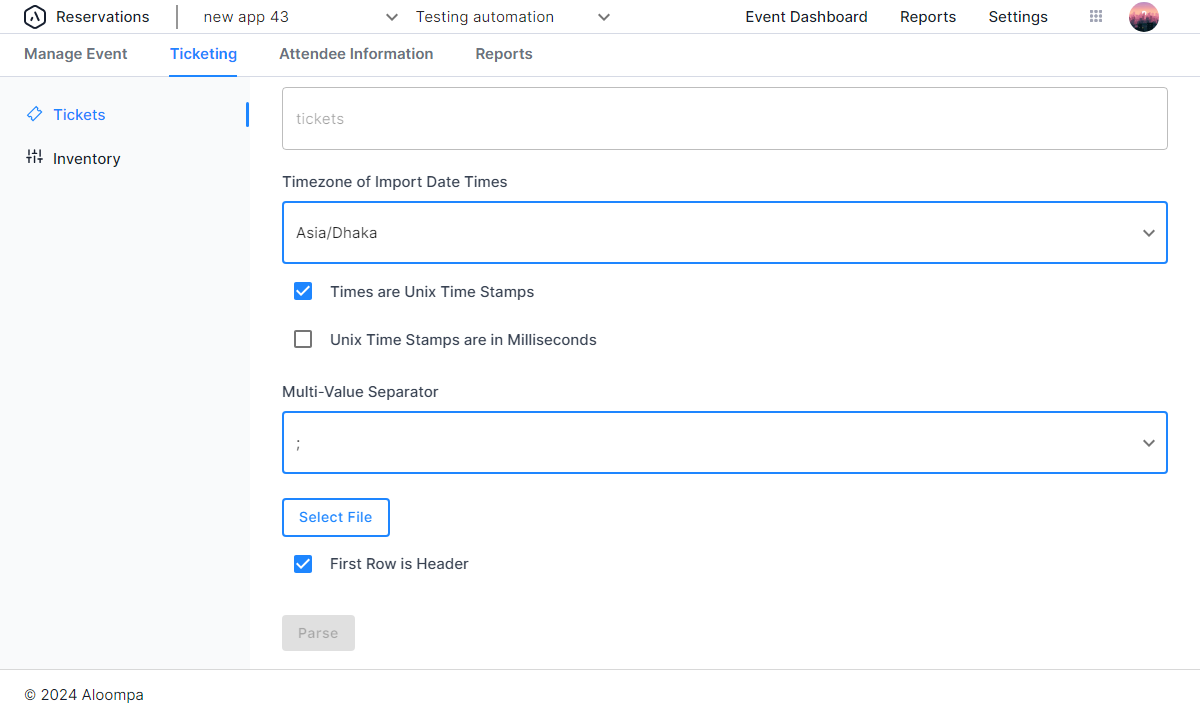 Reservations
new app 43
Testing automation
Event Dashboard
Reports
Settings
Manage Event
Ticketing
Attendee Information
Reports
Tickets
Inventory
tickets
Timezone of Import Date Times
Asia/Dhaka
Times are Unix Time Stamps
Unix Time Stamps are in Milliseconds
Multi-Value Separator
;
Select File
First Row is Header
Parse
© 2024 Aloompa